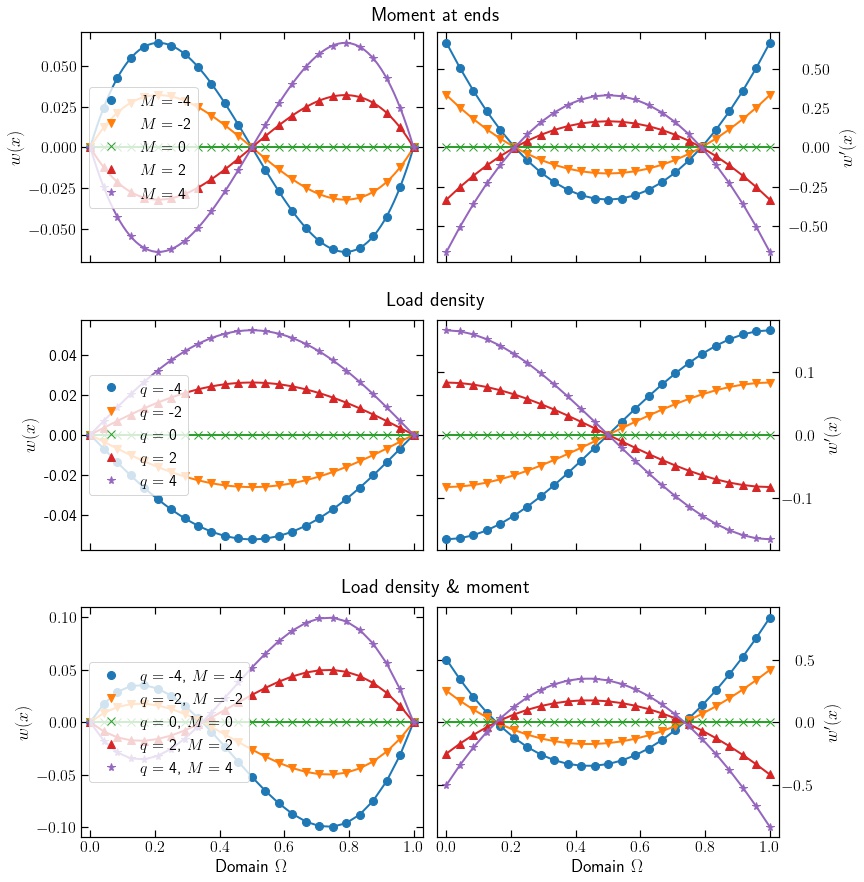 Moment at ends
w(x)
0.050
0.025
0.000
−0.025
−0.050
M = -4
M = -2
M = 0
M = 2
M = 4
0.50
0.25
0.00
−0.25
−0.50
w′(x)
Load density
w(x)
0.04
0.02
0.00
−0.02
−0.04
q = -4
q = -2
q = 0
q = 2
q = 4
0.1
0.0
−0.1
w′(x)
Load density & moment
w(x)
0.10
0.05
0.00
−0.05
−0.10
q = -4, M = -4
q = -2, M = -2
q = 0, M = 0
q = 2, M = 2
q = 4, M = 4
0.5
0.0
−0.5
w′(x)
0.0 0.2 0.4 0.6 0.8 1.0
Domain Ω
0.0 0.2 0.4 0.6 0.8 1.0
Domain Ω